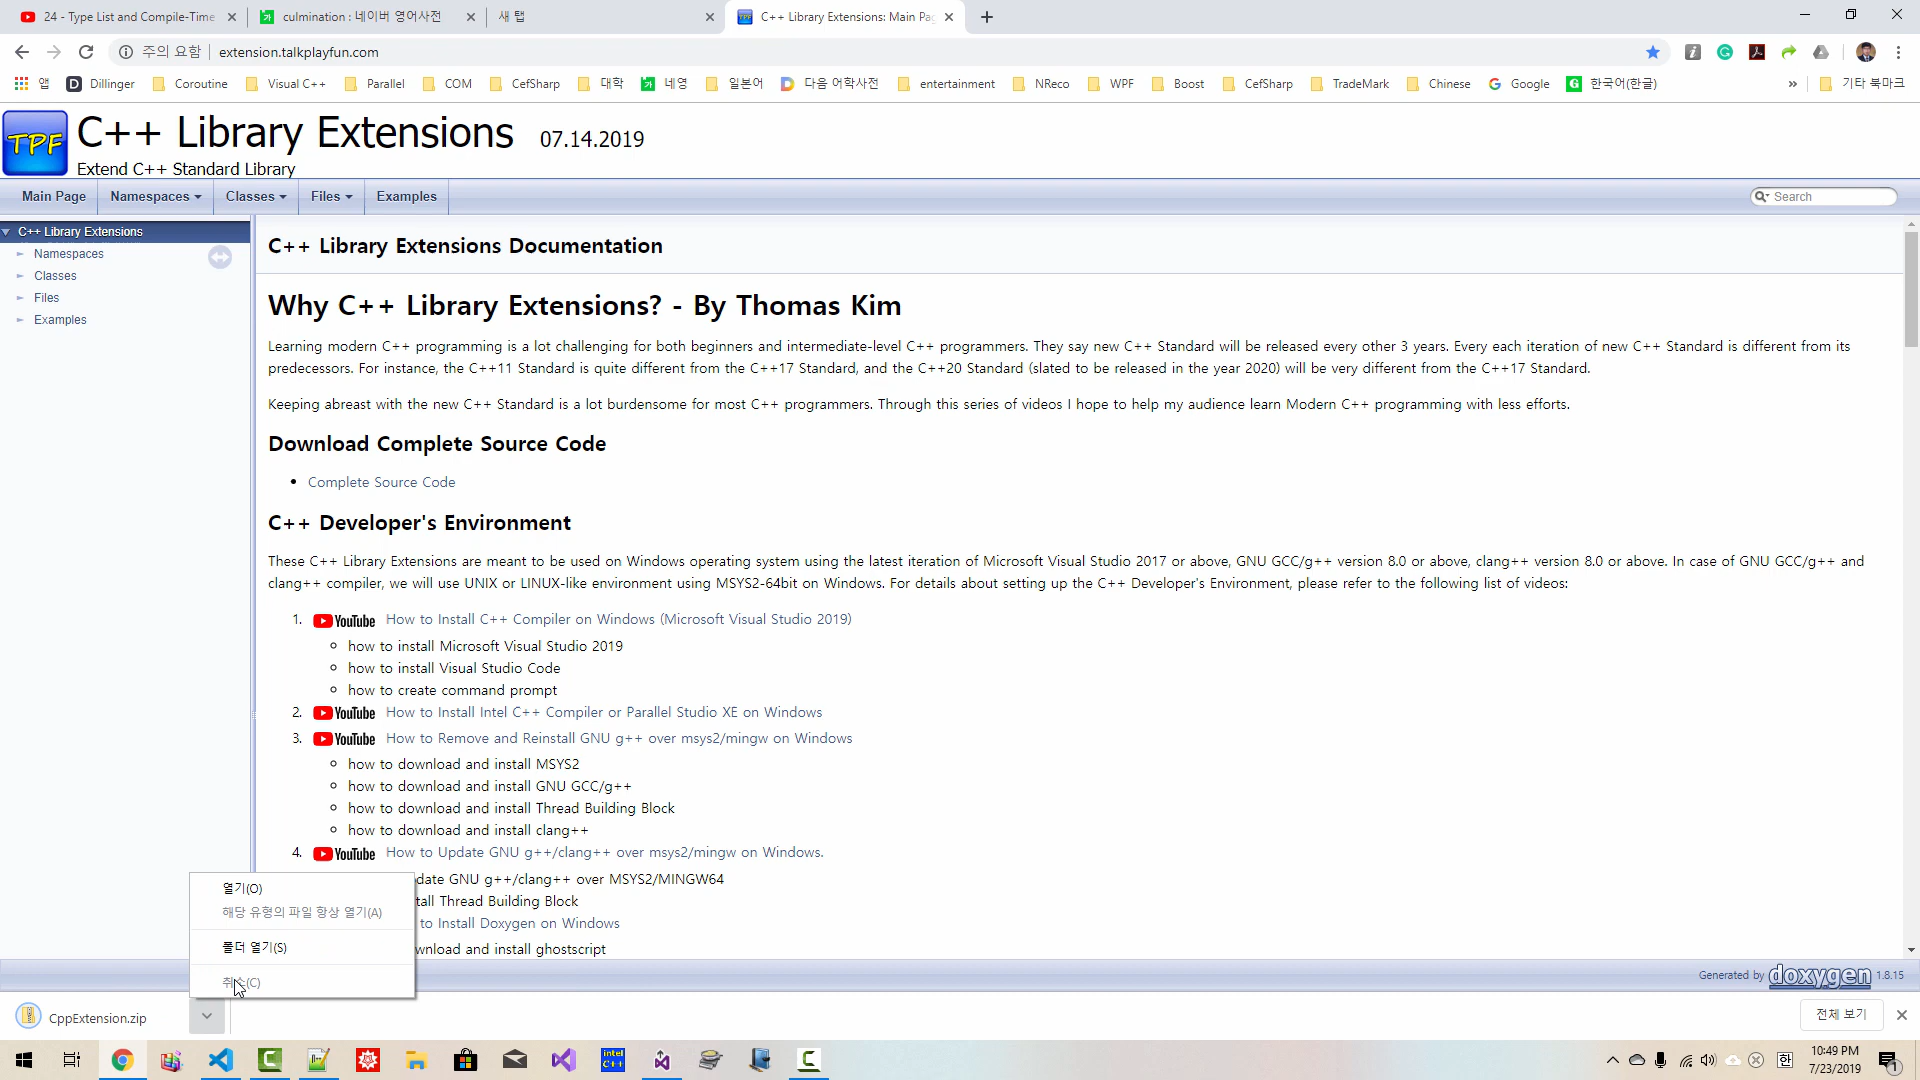 24 - Type List and Compile-Time
culmination : 네이버 영어사전
새 탭
C++ Library Extensions: Main Pag
주의 요함
extension.talkplayfun.com
앱
Dillinger
Coroutine
Visual C++
Parallel
COM
CefSharp
대학
네영
일본어
다음 어학사전
entertainment
NReco
WPF
Boost
CefSharp
TradeMark
Chinese
Google
한국어(한글)
»
기타 북마크
TPF
C++ Library Extensions 07.14.2019
Extend C++ Standard Library
Main Page
Namespaces
Classes
Files
Examples
Search
C++ Library Extensions
Namespaces
Classes
Files
Examples
C++ Library Extensions Documentation
Why C++ Library Extensions? - By Thomas Kim
Learning modern C++ programming is a lot challenging for both beginners and intermediate-level C++ programmers. They say new C++ Standard will be released every other 3 years. Every each iteration of new C++ Standard is different from its
predecessors. For instance, the C++11 Standard is quite different from the C++17 Standard, and the C++20 Standard (slated to be released in the year 2020) will be very different from the C++17 Standard.
Keeping abreast with the new C++ Standard is a lot burdensome for most C++ programmers. Through this series of videos I hope to help my audience learn Modern C++ programming with less efforts.
Download Complete Source Code
Complete Source Code
C++ Developer's Environment
These C++ Library Extensions are meant to be used on Windows operating system using the latest iteration of Microsoft Visual Studio 2017 or above, GNU GCC/g++ version 8.0 or above, clang++ version 8.0 or above. In case of GNU GCC/g++ and
clang++ compiler, we will use UNIX or LINUX-like environment using MSYS2-64bit on Windows. For details about setting up the C++ Developer's Environment, please refer to the following list of videos:
1. YouTube How to Install C++ Compiler on Windows (Microsoft Visual Studio 2019)
how to install Microsoft Visual Studio 2019
how to install Visual Studio Code
how to create command prompt
2. YouTube How to Install Intel C++ Compiler or Parallel Studio XE on Windows
3. YouTube How to Remove and Reinstall GNU g++ over msys2/mingw on Windows
how to download and install MSYS2
how to download and install GNU GCC/g++
how to download and install Thread Building Block
how to download and install clang++
4. YouTube How to Update GNU g++/clang++ over msys2/mingw on Windows.
date GNU g++/clang++ over MSYS2/MINGW64
tall Thread Building Block
to Install Doxygen on Windows
wnload and install ghostscript
열기(O)
해당 유형의 파일 항상 열기(A)
폴더 열기(S)
취소(C)
Generated by doxygen 1.8.15
CppExtension.zip
전체 보기
intel C++
한
10:49 PM
7/23/2019
1